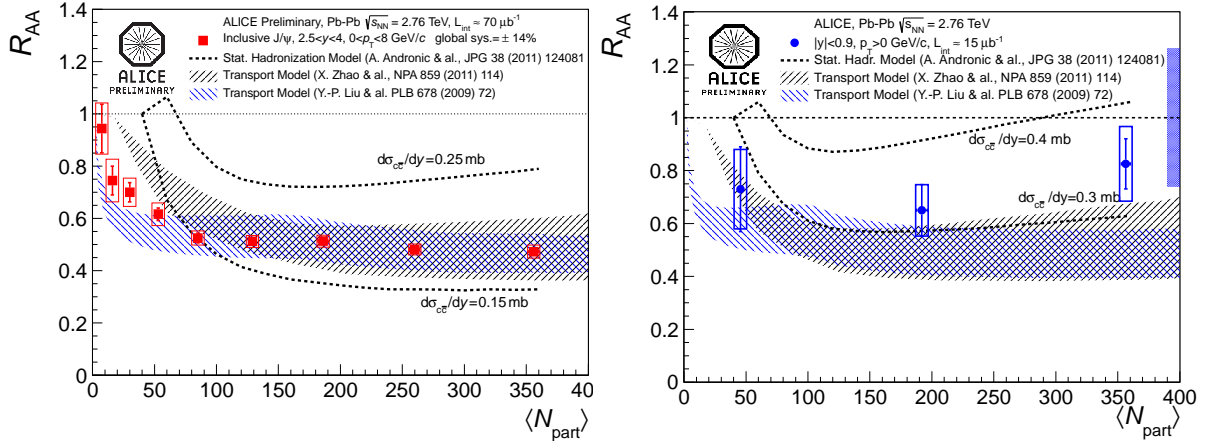 R_AA
1.4
1.2
1
0.8
0.6
0.4
0.2
0
0 50 100 150 200 250 300 350 400
⟨N_part⟩
ALICE
PRELIMINARY
ALICE Preliminary, Pb-Pb √s_NN = 2.76 TeV, L_int ≈ 70 μb⁻¹
Inclusive J/ψ, 2.5<y<4, 0<p_T<8 GeV/c global sys.= ± 14%
Stat. Hadronization Model (A. Andronic & al., JPG 38 (2011) 124081
Transport Model (X. Zhao & al., NPA 859 (2011) 114)
Transport Model (Y.-P. Liu & al. PLB 678 (2009) 72)
dσ_cc̅/dy=0.25 mb
dσ_cc̅/dy=0.15 mb
R_AA
1.4
1.2
1
0.8
0.6
0.4
0.2
0
0 50 100 150 200 250 300 350 400
⟨N_part⟩
ALICE
PRELIMINARY
ALICE, Pb-Pb √s_NN = 2.76 TeV
|y|<0.9, p_T>0 GeV/c, L_int ≈ 15 μb⁻¹
Stat. Hadr. Model (A. Andronic & al., JPG 38 (2011) 124081)
Transport Model (X. Zhao & al., NPA 859 (2011) 114)
Transport Model (Y.-P. Liu & al. PLB 678 (2009) 72)
dσ_cc̅/dy=0.4 mb
dσ_cc̅/dy=0.3 mb